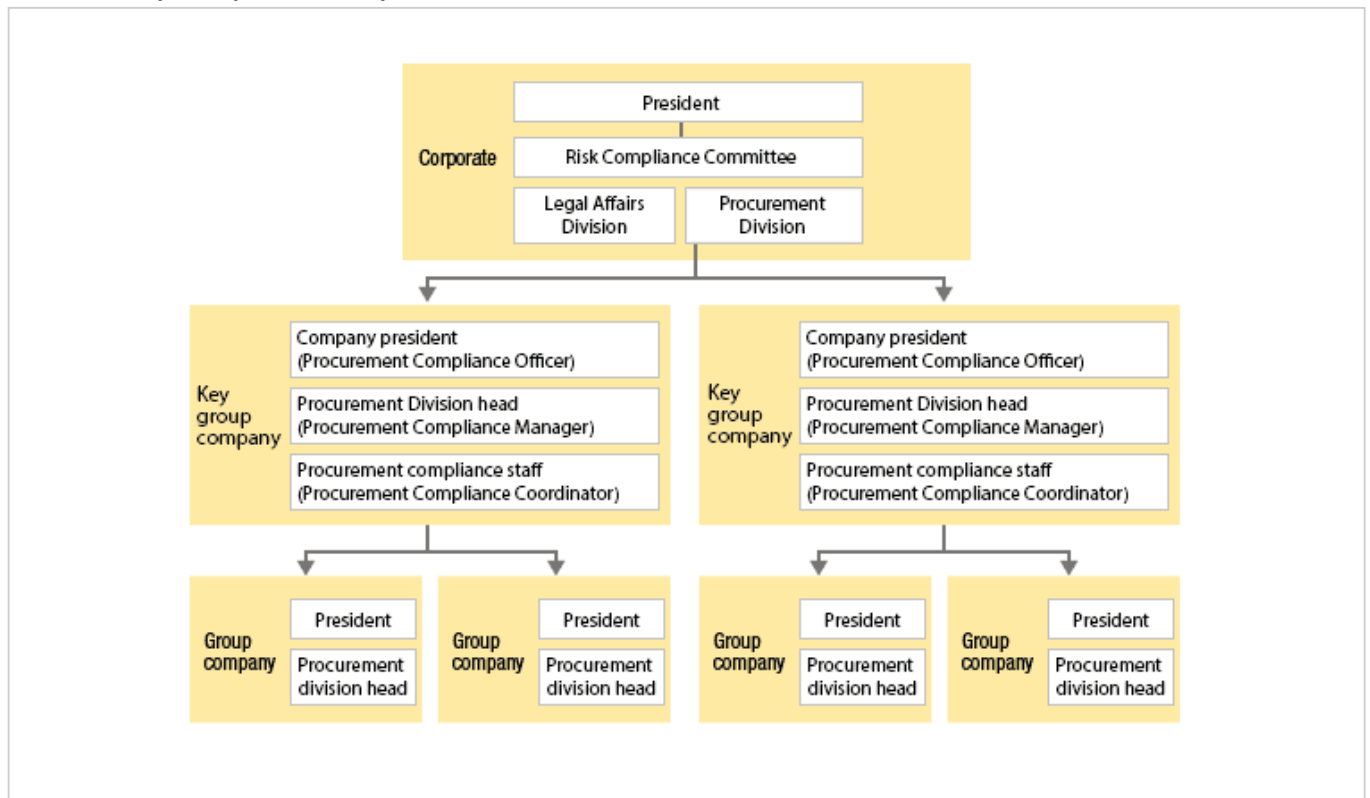 President
Corporate
Risk Compliance Committee
Legal Affairs
Division
Procurement
Division
Key
group
company
Company president
(Procurement Compliance Officer)
Procurement Division head
(Procurement Compliance Manager)
Procurement compliance staff
(Procurement Compliance Coordinator)
Key
group
company
Company president
(Procurement Compliance Officer)
Procurement Division head
(Procurement Compliance Manager)
Procurement compliance staff
(Procurement Compliance Coordinator)
Group
company
President
Procurement
division head
Group
company
President
Procurement
division head
Group
company
President
Procurement
division head
Group
company
President
Procurement
division head